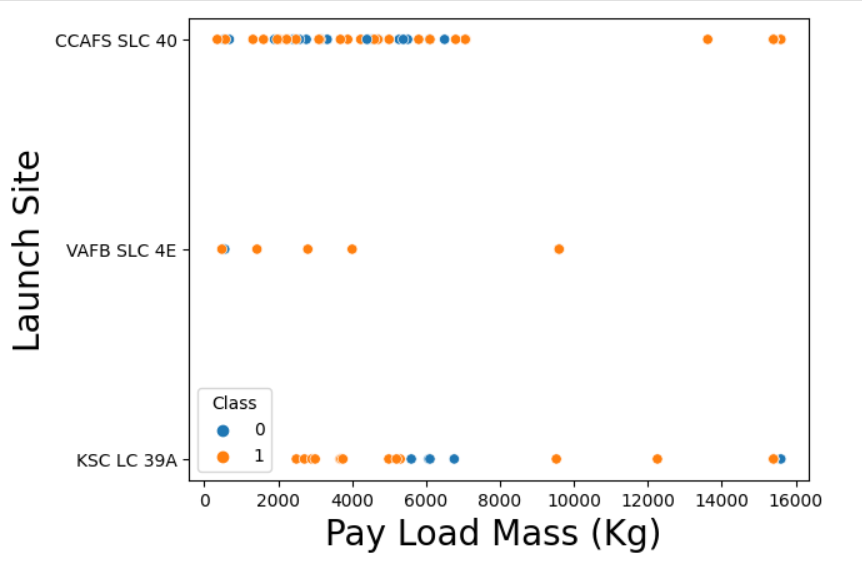 CCAFS SLC 40
VAFB SLC 4E
KSC LC 39A
Launch Site
Class
0
1
0 2000 4000 6000 8000 10000 12000 14000 16000
Pay Load Mass (Kg)